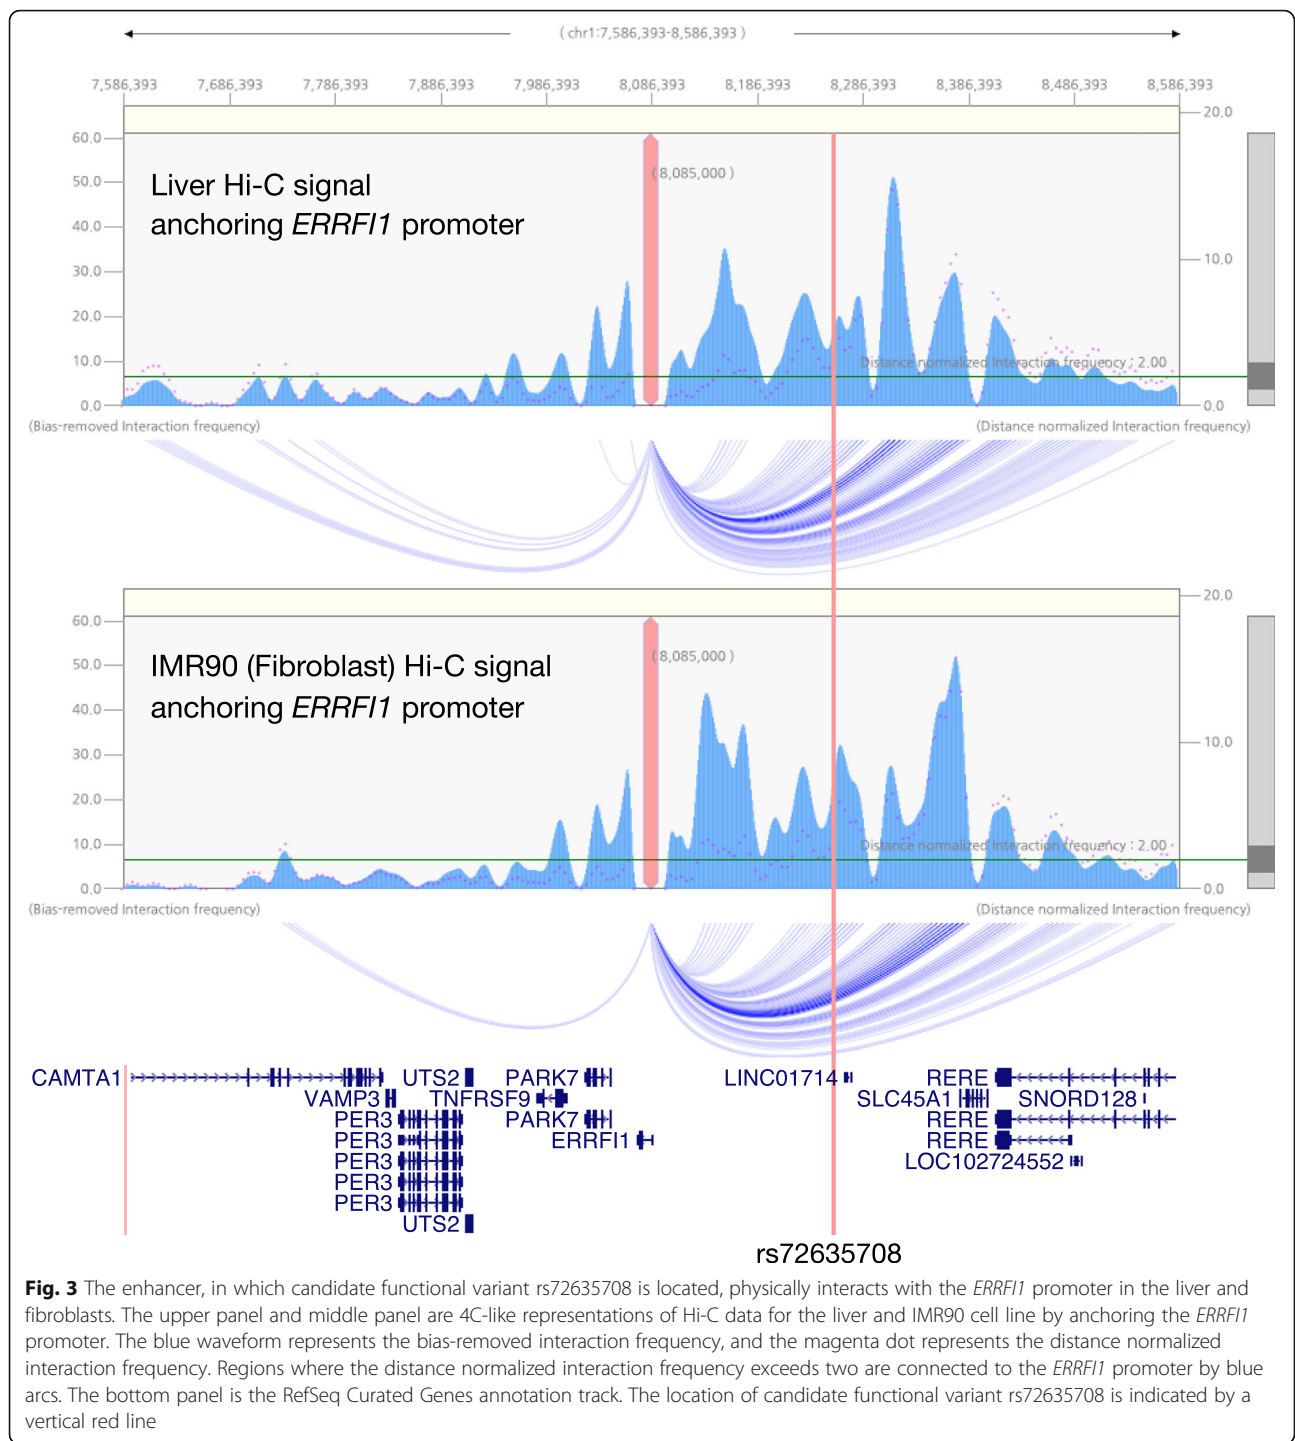 ( chr1:7,586,393-8,586,393 )
7,586,393 7,686,393 7,786,393 7,886,393 7,986,393 8,086,393 8,186,393 8,286,393 8,386,393 8,486,393 8,586,393
20.0
60.0
Liver Hi-C signal
anchoring ERRFI1 promoter
( 8,085,000 )
50.0
40.0
30.0
10.0
20.0
10.0
Distance normalized Interaction frequency : 2.00
0.0
0.0
(Bias-removed Interaction frequency)
(Distance normalized Interaction frequency)
20.0
60.0
IMR90 (Fibroblast) Hi-C signal
anchoring ERRFI1 promoter
( 8,085,000 )
50.0
40.0
10.0
30.0
20.0
10.0
Distance normalized Interaction frequency : 2.00
0.0
0.0
(Bias-removed Interaction frequency)
(Distance normalized Interaction frequency)
CAMTA1 UTS2 PARK7 LINC01714 RERE
VAMP3 TNFRSF9 SLC45A1 SNORD128
PER3 PARK7 RERE
PER3 ERRFI1 RERE
PER3 LOC102724552
PER3
PER3
UTS2
rs72635708
Fig. 3 The enhancer, in which candidate functional variant rs72635708 is located, physically interacts with the ERRFI1 promoter in the liver and
fibroblasts. The upper panel and middle panel are 4C-like representations of Hi-C data for the liver and IMR90 cell line by anchoring the ERRFI1
promoter. The blue waveform represents the bias-removed interaction frequency, and the magenta dot represents the distance normalized
interaction frequency. Regions where the distance normalized interaction frequency exceeds two are connected to the ERRFI1 promoter by blue
arcs. The bottom panel is the RefSeq Curated Genes annotation track. The location of candidate functional variant rs72635708 is indicated by a
vertical red line